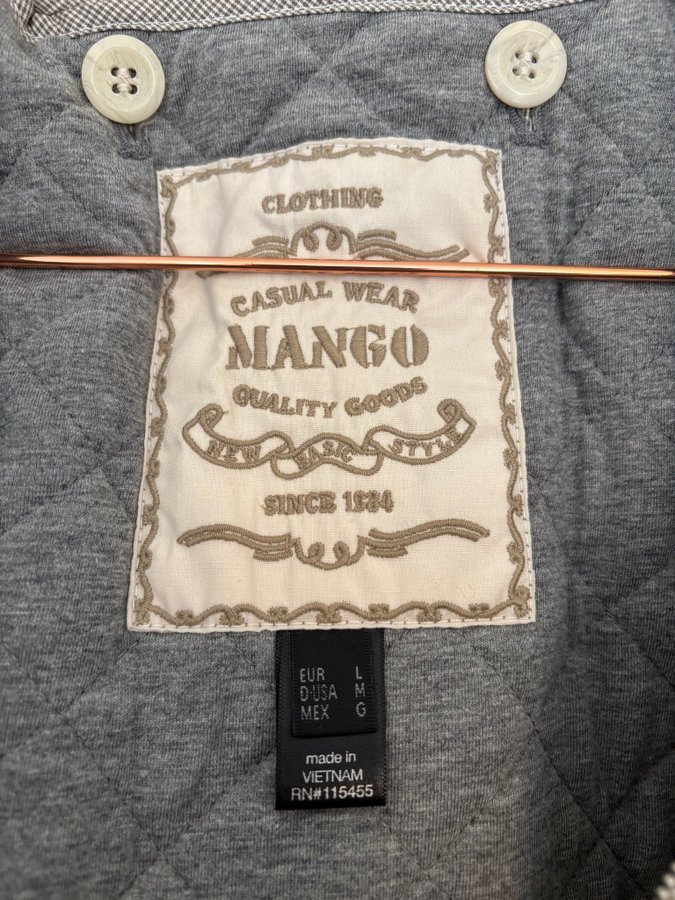 CLOTHING
CASUAL WEAR
MANGO
QUALITY GOODS
NEW BASIC STYLE
SINCE 1984
EUR L
D·USA M
MEX G
made in
VIETNAM
RN#115455